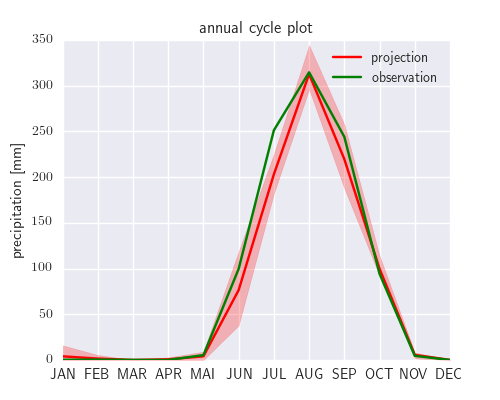 annual cycle plot
350
300
250
200
150
100
50
0
precipitation [mm]
projection
observation
JAN FEB MAR APR MAI JUN JUL AUG SEP OCT NOV DEC